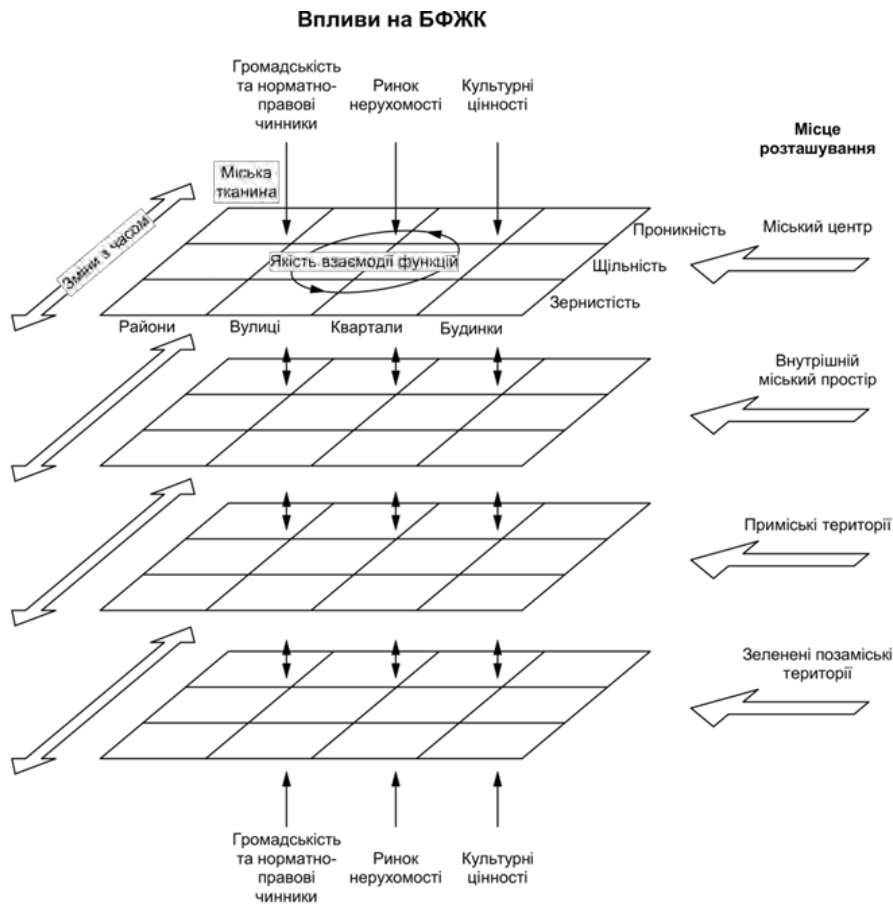 Впливи на БФЖК
Громадськість
та норматно-
правові
чинники
Ринок
нерухомості
Культурні
цінності
Місце
розташування
Міська
тканина
Зміни з часом
Проникність
Міський центр
Якість взаємодії функцій
Щільність
Зернистість
Райони
Вулиці
Квартали
Будинки
Внутрішній
міський простір
Приміські території
Зеленені позаміські
території
Громадськість
та норматно-
правові
чинники
Ринок
нерухомості
Культурні
цінності